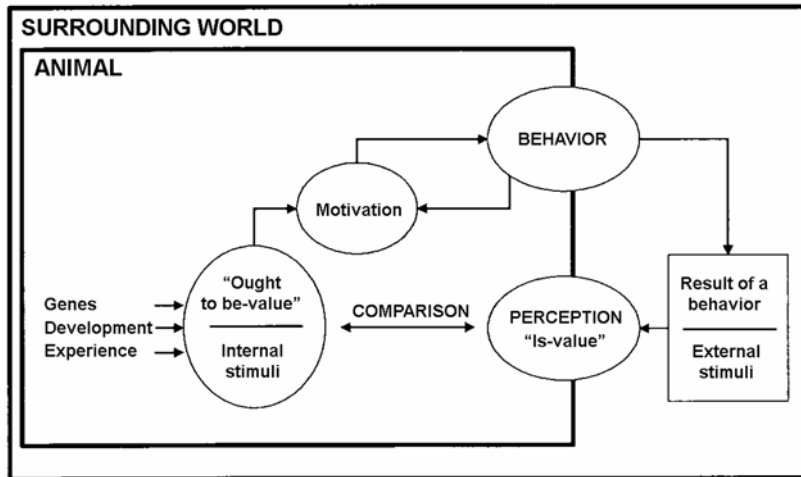 SURROUNDING WORLD
ANIMAL
BEHAVIOR
Motivation
"Ought
to be-value"
Internal
stimuli
Genes
Development
Experience
COMPARISON
PERCEPTION
"Is-value"
Result of a
behavior
External
stimuli